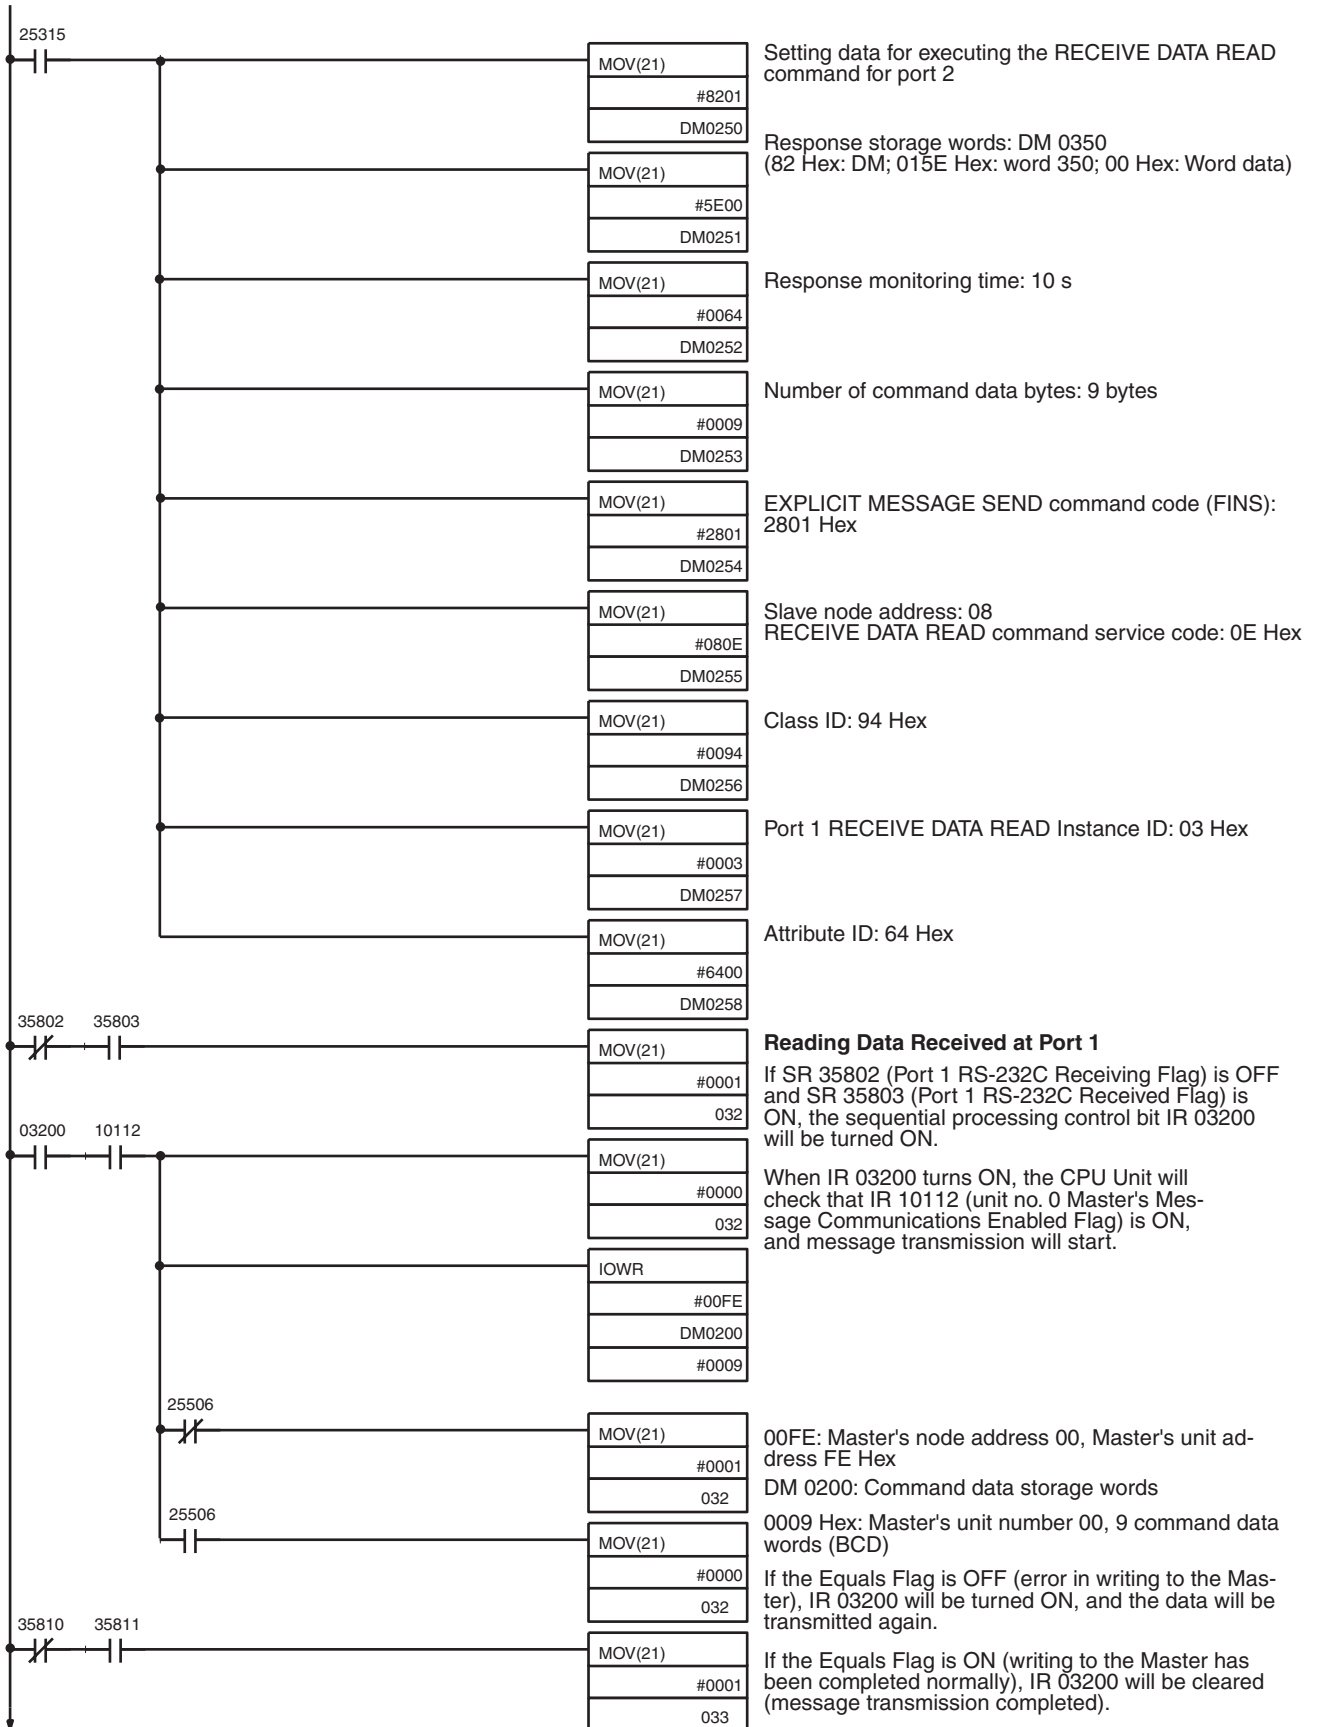 25315
MOV(21)
#8201
DM0250
Setting data for executing the RECEIVE DATA READ
command for port 2
Response storage words: DM 0350
(82 Hex: DM; 015E Hex: word 350; 00 Hex: Word data)
MOV(21)
#5E00
DM0251
MOV(21)
#0064
DM0252
Response monitoring time: 10 s
MOV(21)
#0009
DM0253
Number of command data bytes: 9 bytes
MOV(21)
#2801
DM0254
EXPLICIT MESSAGE SEND command code (FINS):
2801 Hex
MOV(21)
#080E
DM0255
Slave node address: 08
RECEIVE DATA READ command service code: 0E Hex
MOV(21)
#0094
DM0256
Class ID: 94 Hex
MOV(21)
#0003
DM0257
Port 1 RECEIVE DATA READ Instance ID: 03 Hex
MOV(21)
#6400
DM0258
Attribute ID: 64 Hex
35802 35803
MOV(21)
#0001
032
Reading Data Received at Port 1
If SR 35802 (Port 1 RS-232C Receiving Flag) is OFF
and SR 35803 (Port 1 RS-232C Received Flag) is
ON, the sequential processing control bit IR 03200
will be turned ON.
03200 10112
MOV(21)
#0000
032
When IR 03200 turns ON, the CPU Unit will
check that IR 10112 (unit no. 0 Master's Mes-
sage Communications Enabled Flag) is ON,
and message transmission will start.
IOWR
#00FE
DM0200
#0009
25506
MOV(21)
#0001
032
00FE: Master's node address 00, Master's unit ad-
dress FE Hex
DM 0200: Command data storage words
0009 Hex: Master's unit number 00, 9 command data
words (BCD)
25506
MOV(21)
#0000
032
If the Equals Flag is OFF (error in writing to the Mas-
ter), IR 03200 will be turned ON, and the data will be
transmitted again.
35810 35811
MOV(21)
#0001
033
If the Equals Flag is ON (writing to the Master has
been completed normally), IR 03200 will be cleared
(message transmission completed).